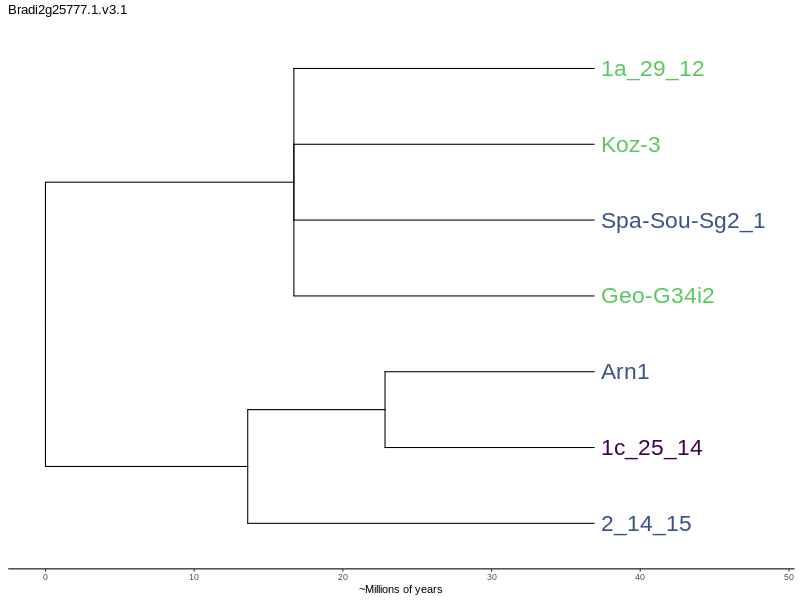 Bradi2g25777.1.v3.1
1a_29_12
Koz-3
Spa-Sou-Sg2_1
Geo-G34i2
Arn1
1c_25_14
2_14_15
0 10 20 30 40 50
~Millions of years